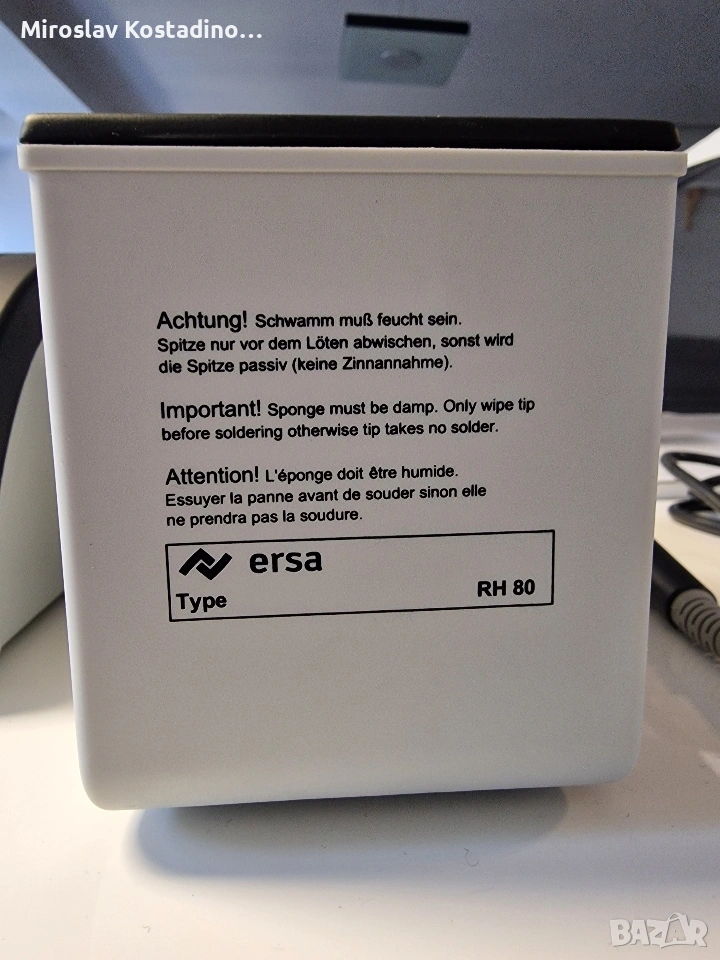 Miroslav Kostadino...
Achtung! Schwamm muß feucht sein.
Spitze nur vor dem Löten abwischen, sonst wird
die Spitze passiv (keine Zinnannahme).
Important! Sponge must be damp. Only wipe tip
before soldering otherwise tip takes no solder.
Attention! L'éponge doit être humide.
Essuyer la panne avant de souder sinon elle
ne prendra pas la soudure.
ersa
Type RH 80
BAZAR